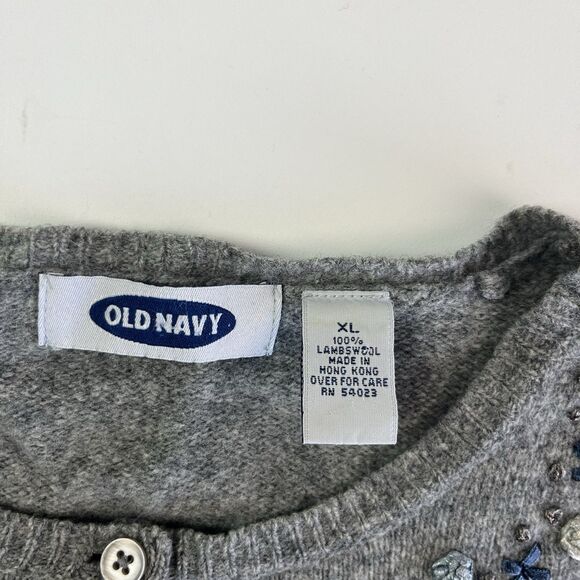 OLD NAVY
XL
100%
LAMBSWOOL
MADE IN
HONG KONG
OVER FOR CARE
RN 54023